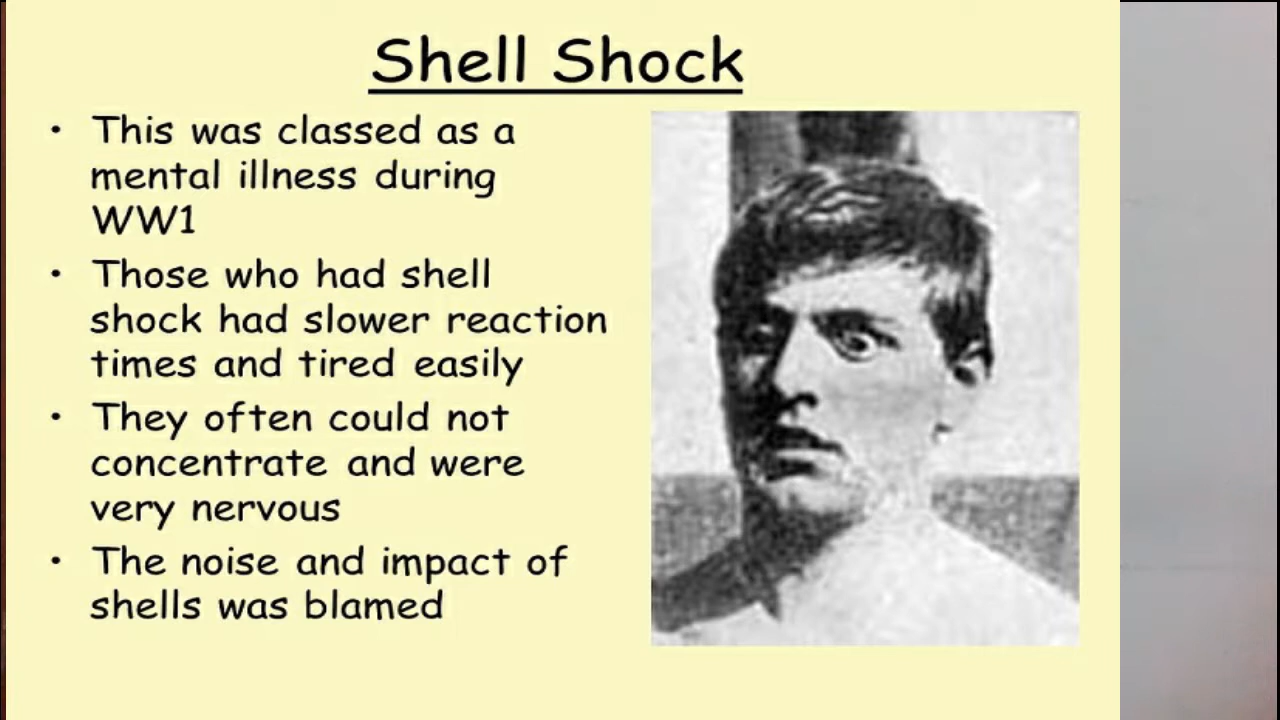 Shell Shock
• This was classed as a
mental illness during
WW1
• Those who had shell
shock had slower reaction
times and tired easily
• They often could not
concentrate and were
very nervous
• The noise and impact of
shells was blamed